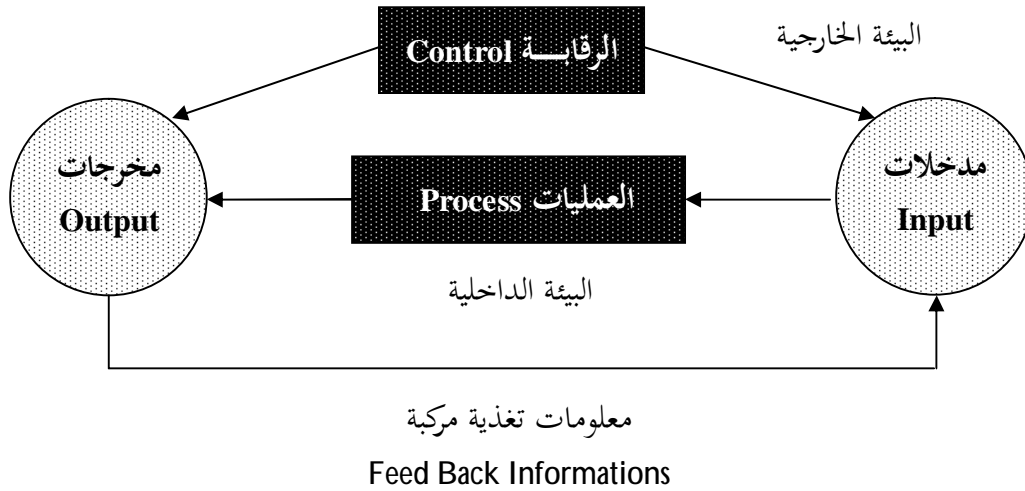 البيئة الخارجية
الرقابـــة Control
مدخلات
Input
العمليات Process
مخرجات
Output
البيئة الداخلية
معلومات تغذية مركبة
Feed Back Informations